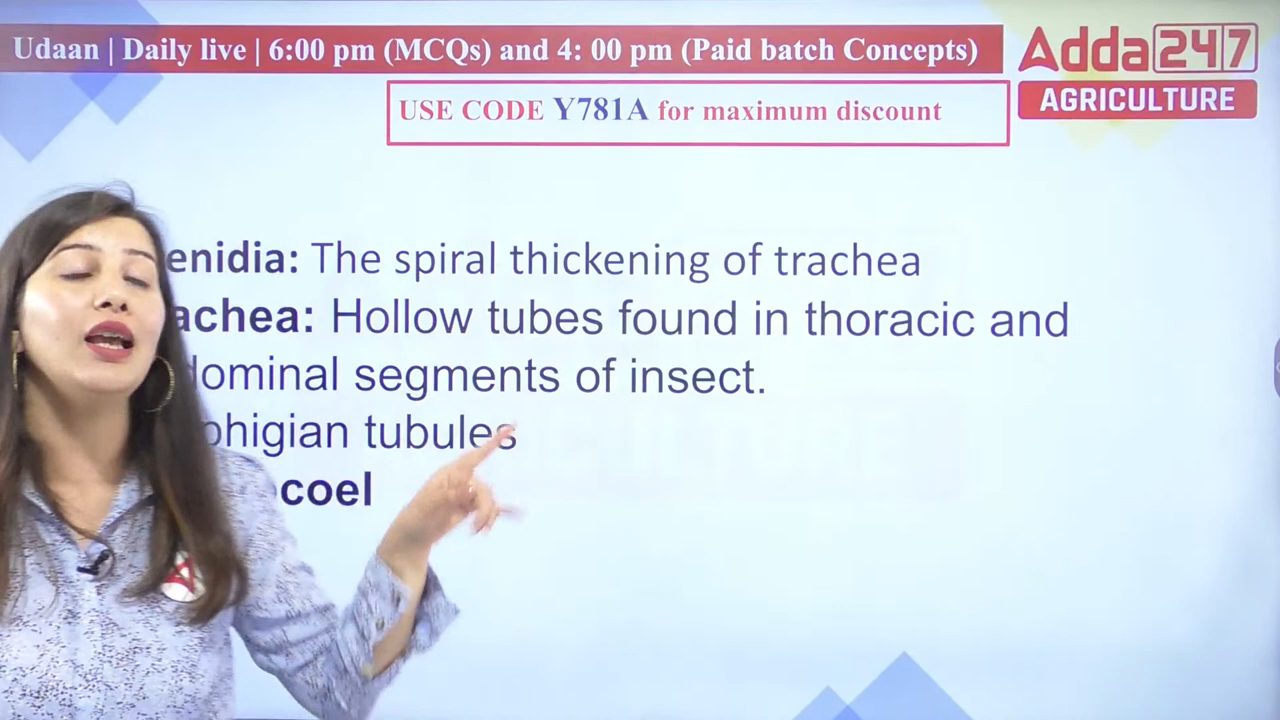 Udaan | Daily live | 6:00 pm (MCQs) and 4: 00 pm (Paid batch Concepts)
Adda 247
AGRICULTURE
USE CODE Y781A for maximum discount
enidia: The spiral thickening of trachea
achea: Hollow tubes found in thoracic and
dominal segments of insect.
phigian tubules
coel